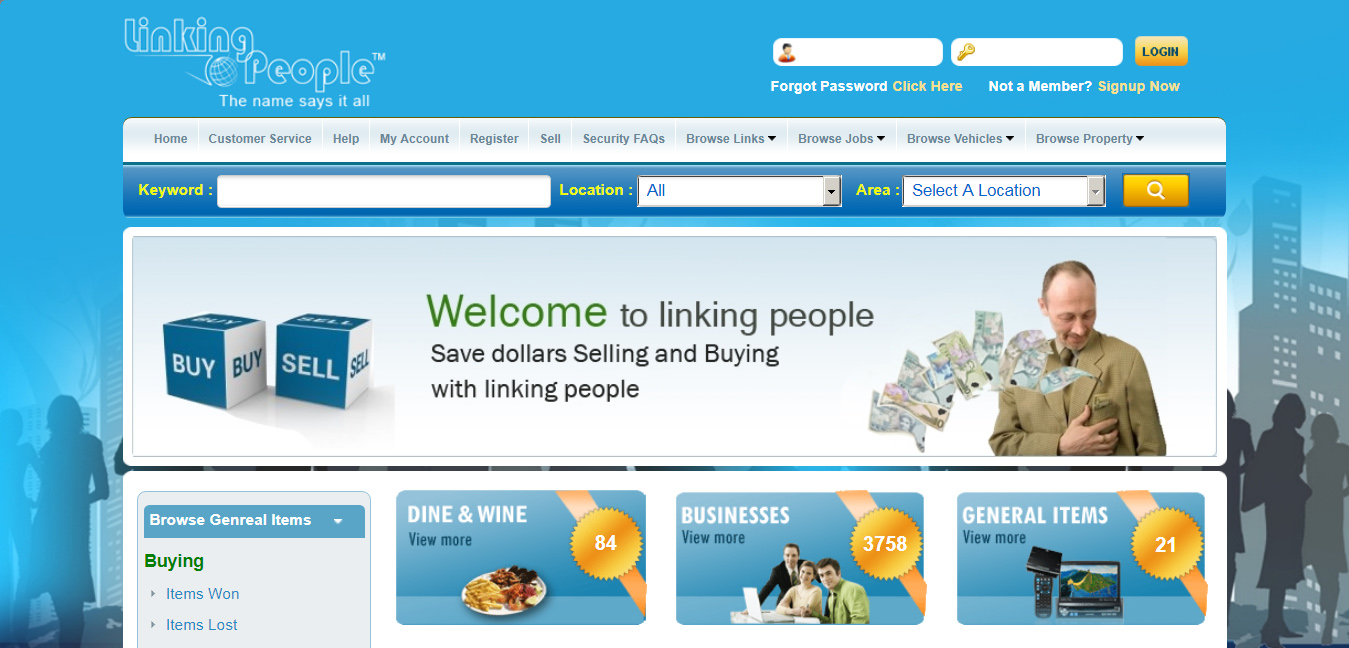 Linking
People™
The name says it all
LOGIN
Forgot Password Click Here Not a Member? Signup Now
Home Customer Service Help My Account Register Sell Security FAQs Browse Links Browse Jobs Browse Vehicles Browse Property
Keyword : Location : All Area : Select A Location
BUY BUY BUY SELL SELL SELL
Welcome to linking people
Save dollars Selling and Buying
with linking people
Browse Genreal Items
Buying
Items Won
Items Lost
DINE & WINE
View more
84
BUSINESSES
View more
3758
GENERAL ITEMS
View more
21